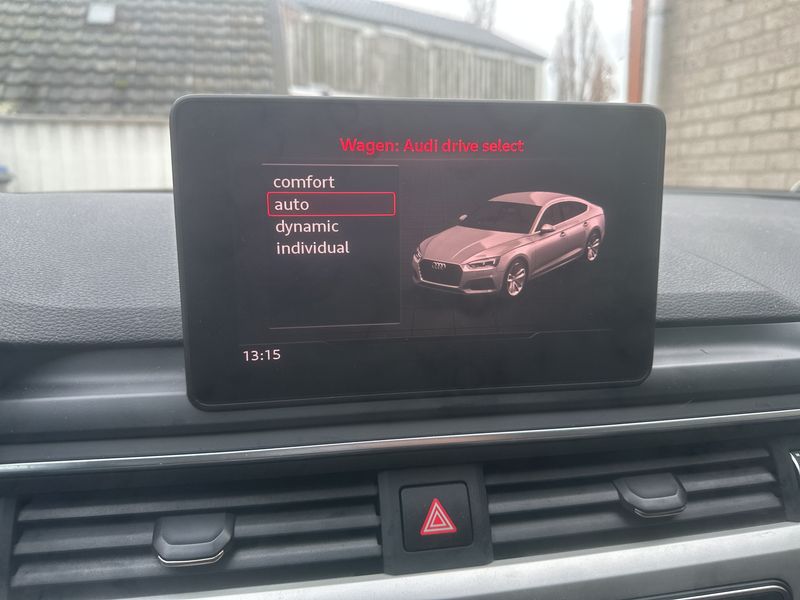 Wagen: Audi drive select
comfort
auto
dynamic
individual
13:15